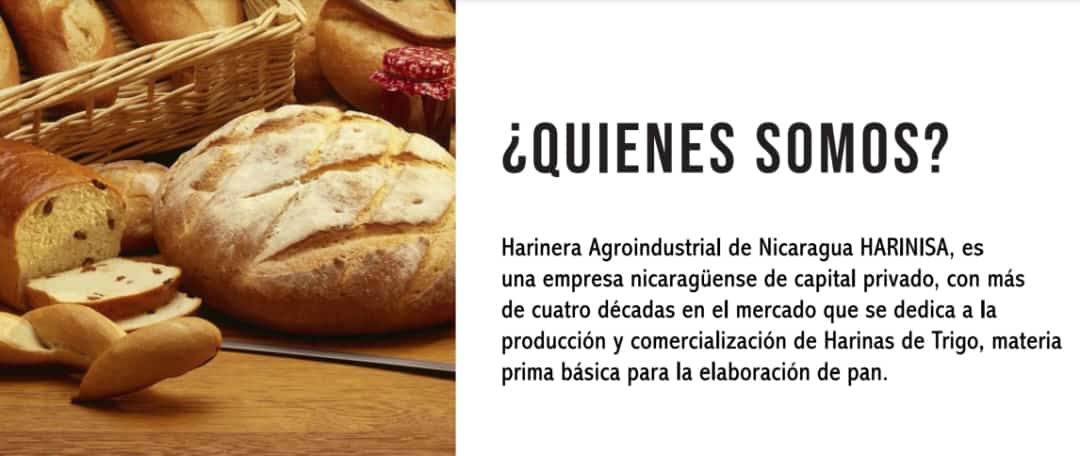 ¿QUIENES SOMOS?
Harinera Agroindustrial de Nicaragua HARINISA, es
una empresa nicaragüense de capital privado, con más
de cuatro décadas en el mercado que se dedica a la
producción y comercialización de Harinas de Trigo, materia
prima básica para la elaboración de pan.